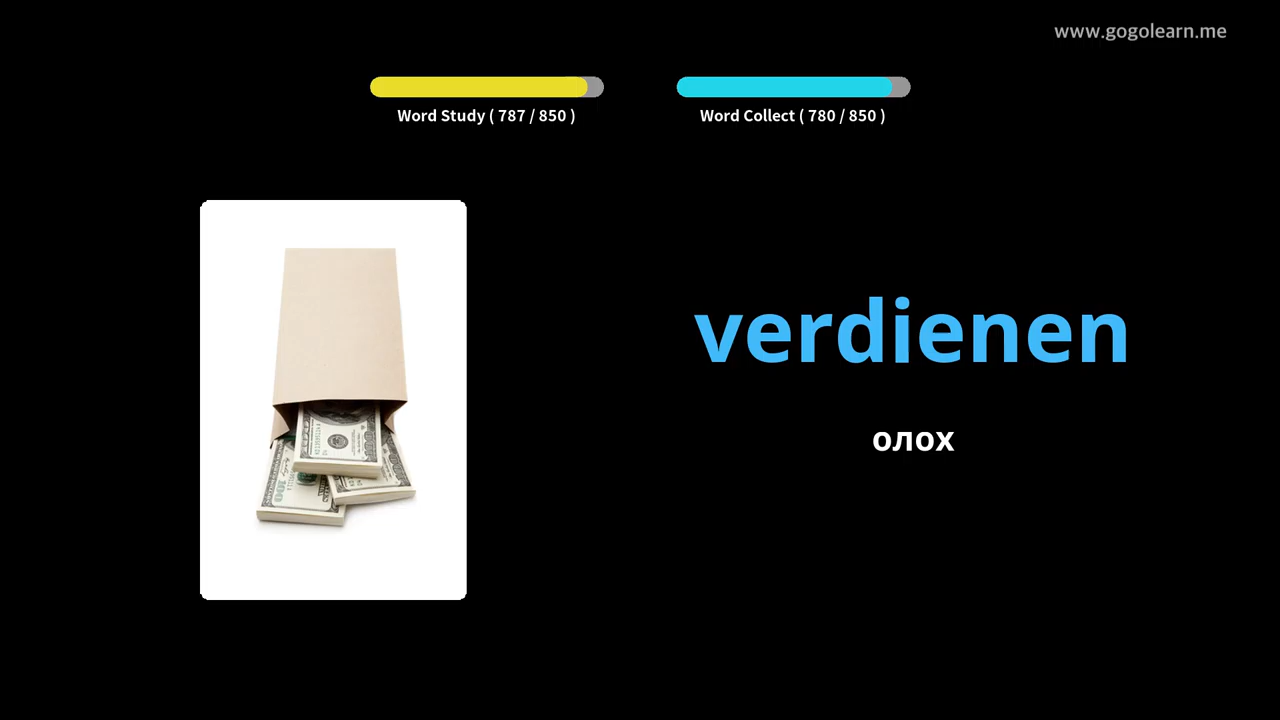 www.gogolearn.me
Word Study ( 787 / 850 )
Word Collect ( 780 / 850 )
verdienen
олох